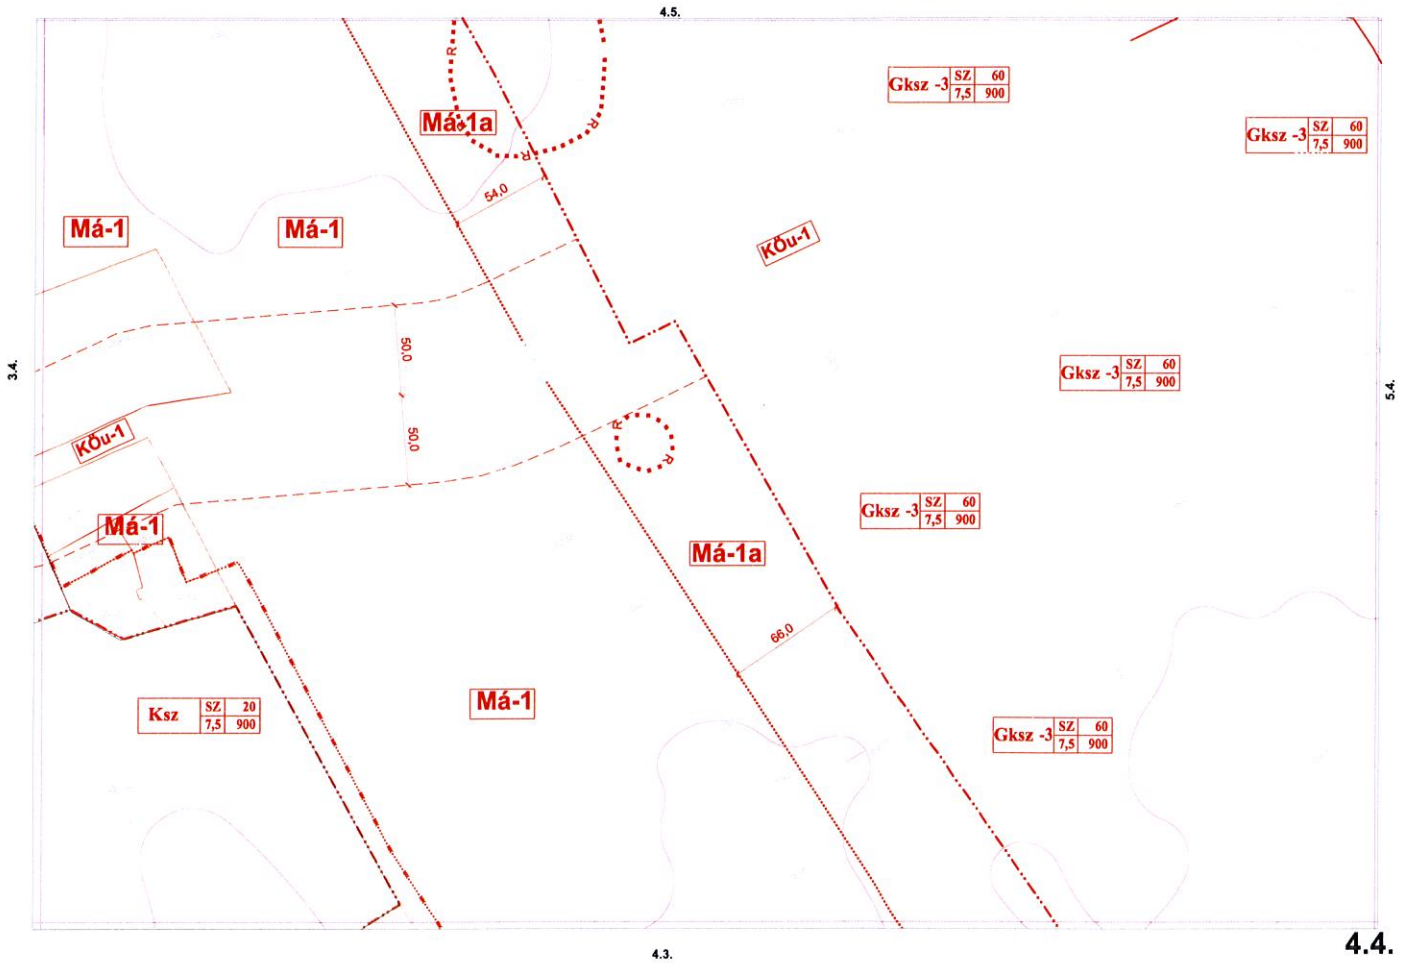 4.5.
R
Gksz -3 SZ 60
7,5 900
Má-1a
R
R
Gksz -3 SZ 60
7,5 900
54,0
Má-1
Má-1
KÖu-1
50,0
3.4.
Gksz -3 SZ 60
7,5 900
5.4.
R
KÖu-1
50,0
R
Gksz -3 SZ 60
7,5 900
Má-1
Má-1a
66,0
Má-1
Ksz SZ 20
7,5 900
Gksz -3 SZ 60
7,5 900
4.3.
4.4.